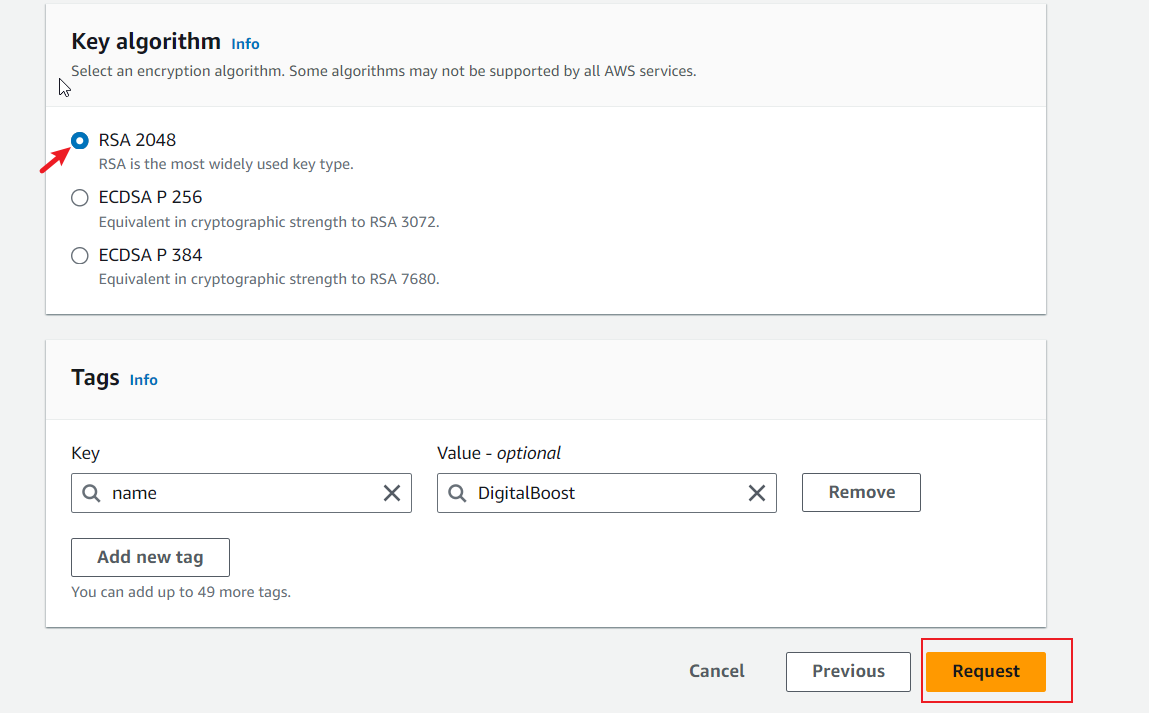 Key algorithm Info
Select an encryption algorithm. Some algorithms may not be supported by all AWS services.
RSA 2048
RSA is the most widely used key type.
ECDSA P 256
Equivalent in cryptographic strength to RSA 3072.
ECDSA P 384
Equivalent in cryptographic strength to RSA 7680.
Tags Info
Key Value - optional
name DigitalBoost Remove
Add new tag
You can add up to 49 more tags.
Cancel Previous Request